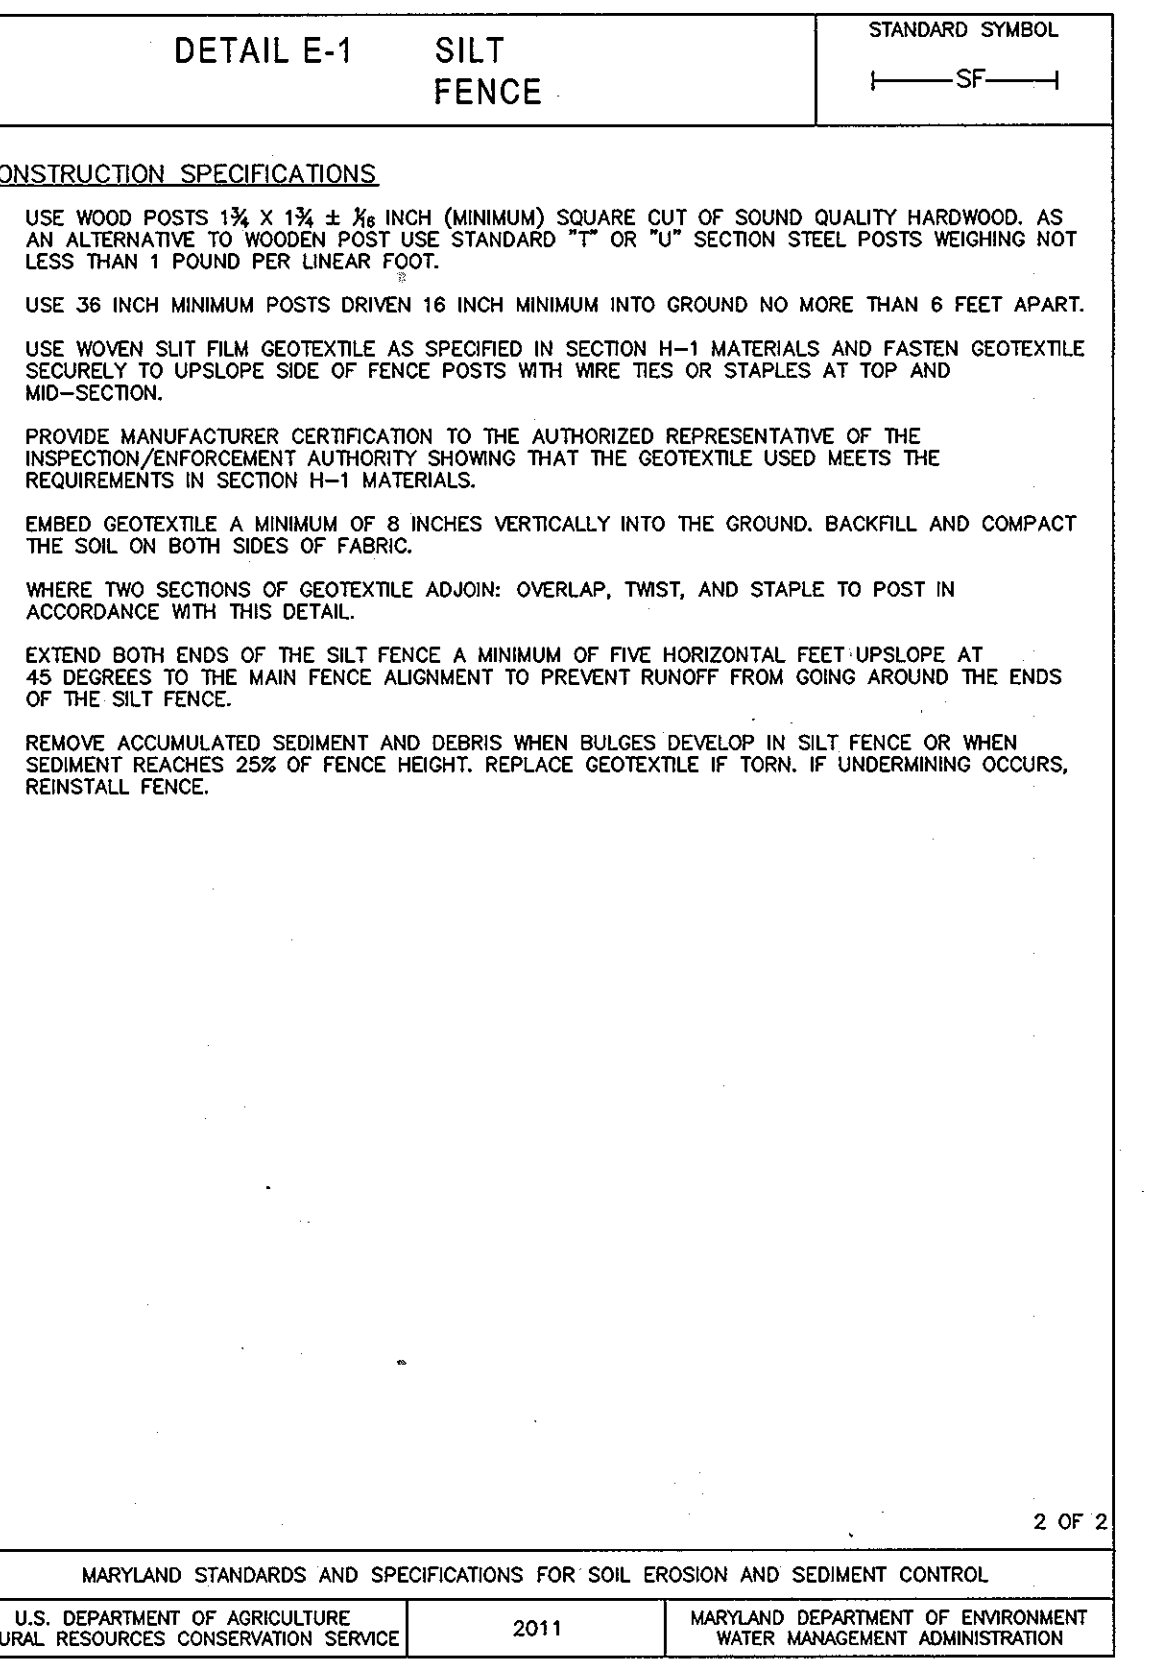 DETAIL E-1 SILT
FENCE
STANDARD SYMBOL
SF
ONSTRUCTION SPECIFICATIONS
USE WOOD POSTS 1¾ X 1¾ ± 1/16 INCH (MINIMUM) SQUARE CUT OF SOUND QUALITY HARDWOOD. AS
AN ALTERNATIVE TO WOODEN POST USE STANDARD "T" OR "U" SECTION STEEL POSTS WEIGHING NOT
LESS THAN 1 POUND PER LINEAR FOOT.
USE 36 INCH MINIMUM POSTS DRIVEN 16 INCH MINIMUM INTO GROUND NO MORE THAN 6 FEET APART.
USE WOVEN SLIT FILM GEOTEXTILE AS SPECIFIED IN SECTION H-1 MATERIALS AND FASTEN GEOTEXTILE
SECURELY TO UPSLOPE SIDE OF FENCE POSTS WITH WIRE TIES OR STAPLES AT TOP AND
MID-SECTION.
PROVIDE MANUFACTURER CERTIFICATION TO THE AUTHORIZED REPRESENTATIVE OF THE
INSPECTION/ENFORCEMENT AUTHORITY SHOWING THAT THE GEOTEXTILE USED MEETS THE
REQUIREMENTS IN SECTION H-1 MATERIALS.
EMBED GEOTEXTILE A MINIMUM OF 8 INCHES VERTICALLY INTO THE GROUND. BACKFILL AND COMPACT
THE SOIL ON BOTH SIDES OF FABRIC.
WHERE TWO SECTIONS OF GEOTEXTILE ADJOIN: OVERLAP, TWIST, AND STAPLE TO POST IN
ACCORDANCE WITH THIS DETAIL.
EXTEND BOTH ENDS OF THE SILT FENCE A MINIMUM OF FIVE HORIZONTAL FEET UPSLOPE AT
45 DEGREES TO THE MAIN FENCE ALIGNMENT TO PREVENT RUNOFF FROM GOING AROUND THE ENDS
OF THE SILT FENCE.
REMOVE ACCUMULATED SEDIMENT AND DEBRIS WHEN BULGES DEVELOP IN SILT FENCE OR WHEN
SEDIMENT REACHES 25% OF FENCE HEIGHT. REPLACE GEOTEXTILE IF TORN. IF UNDERMINING OCCURS,
REINSTALL FENCE.
2 OF 2
MARYLAND STANDARDS AND SPECIFICATIONS FOR SOIL EROSION AND SEDIMENT CONTROL
U.S. DEPARTMENT OF AGRICULTURE
URAL RESOURCES CONSERVATION SERVICE
2011
MARYLAND DEPARTMENT OF ENVIRONMENT
WATER MANAGEMENT ADMINISTRATION